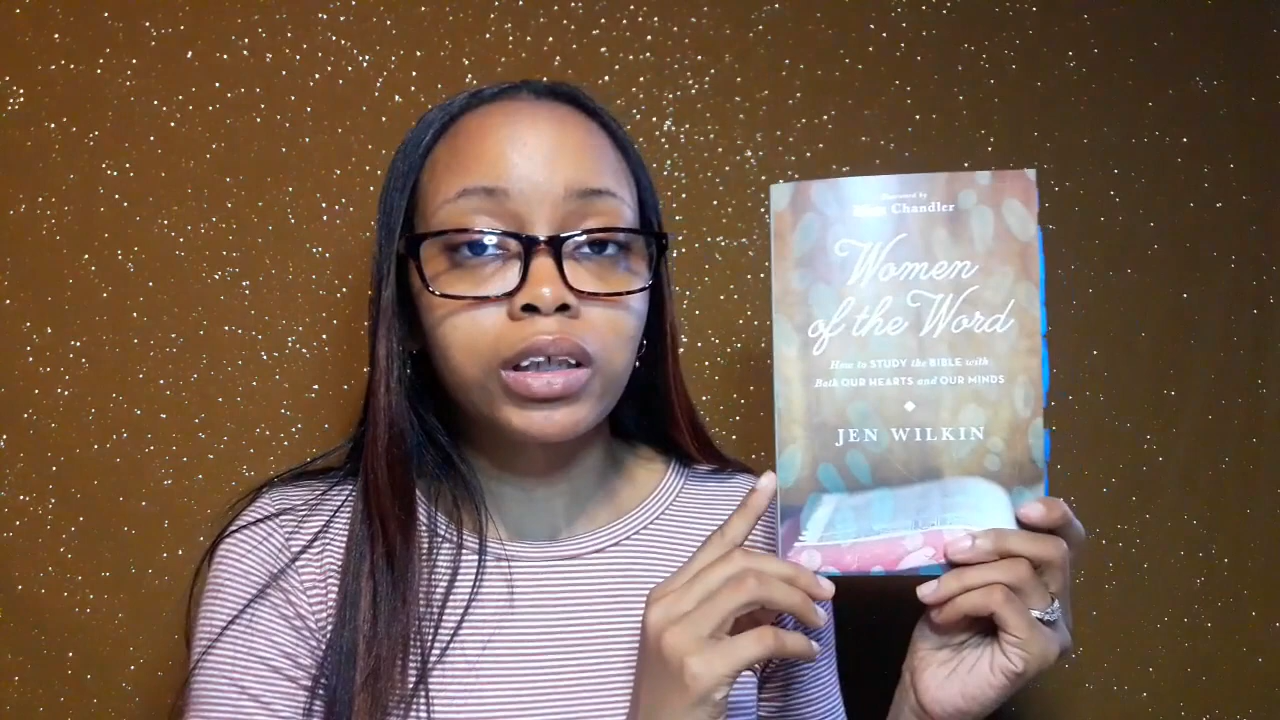 Chandler
Women
of the Word
How to STUDY the BIBLE with
Both OUR HEARTS and OUR MINDS
JEN WILKIN